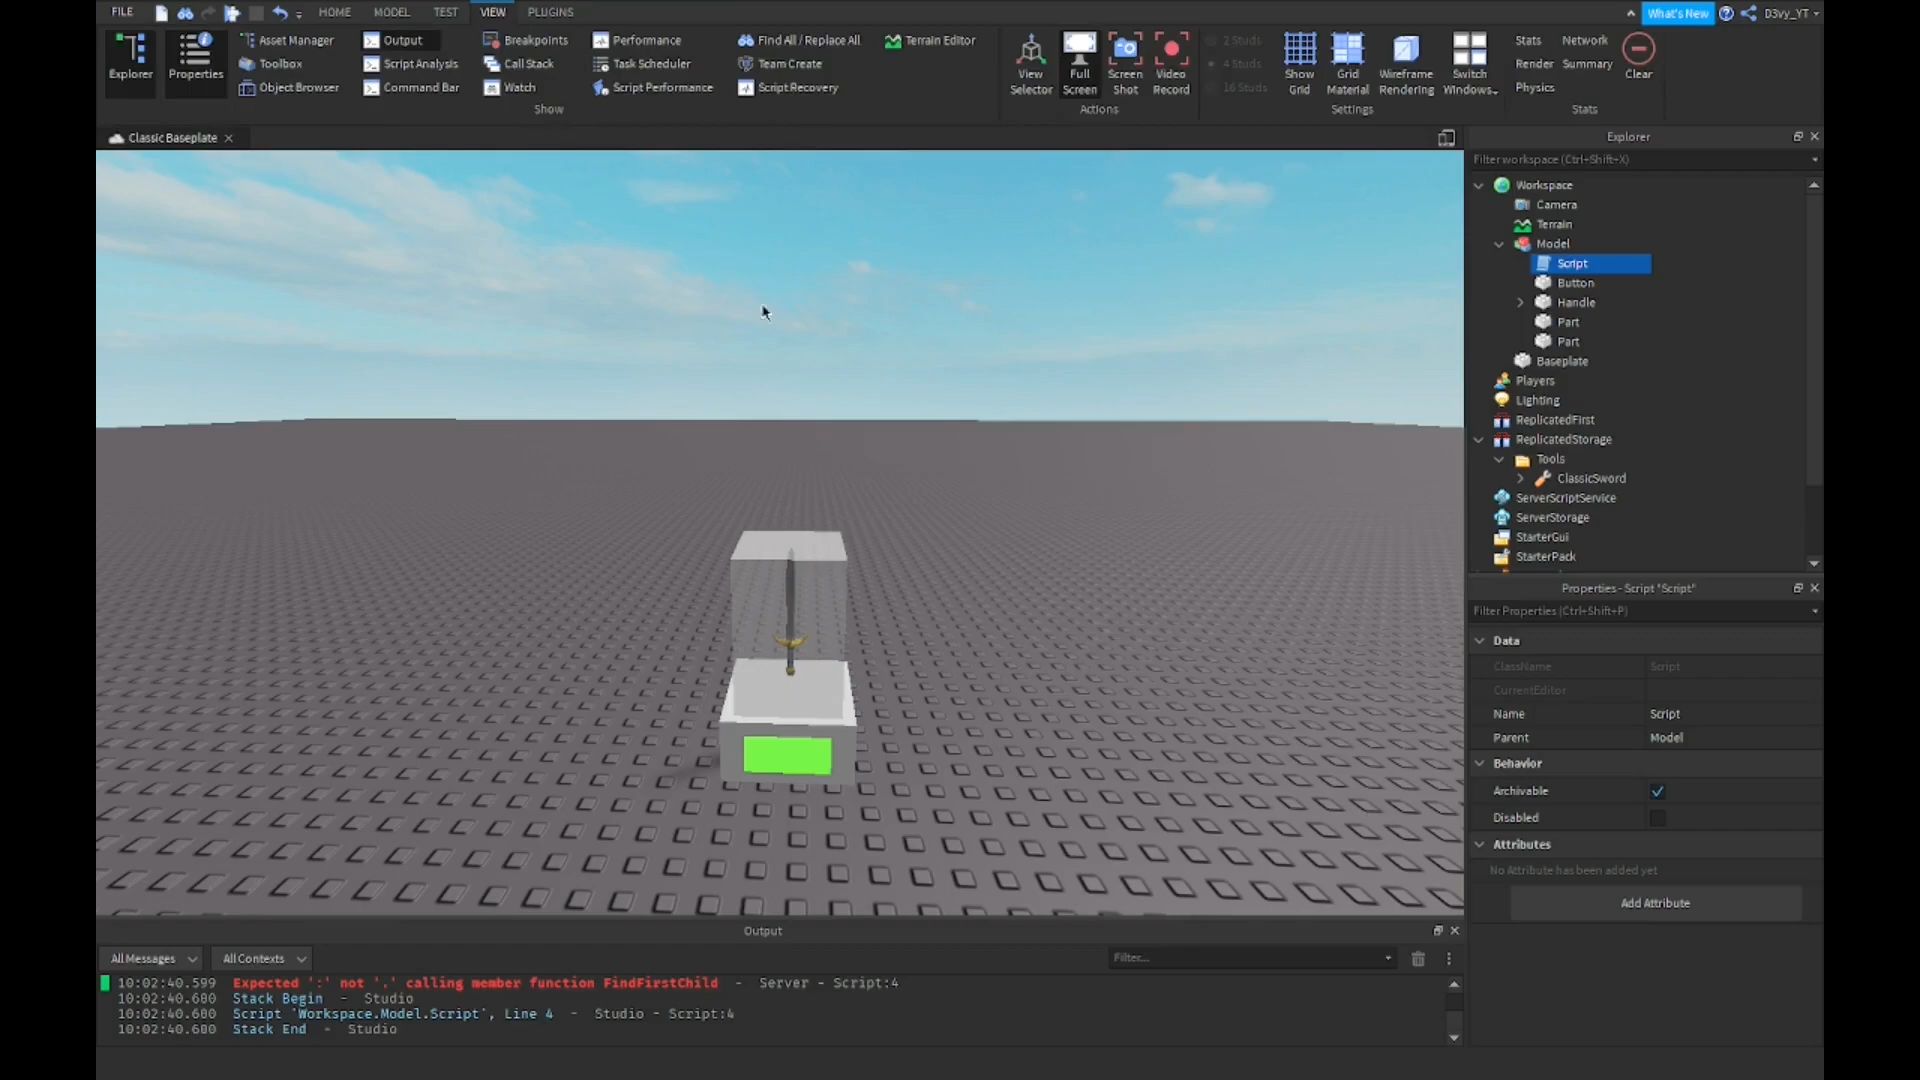 FILE HOME MODEL TEST VIEW PLUGINS What's New D3vy_YT
Explorer
Properties
Asset Manager
Toolbox
Object Browser
Output
Script Analysis
Command Bar
Breakpoints
Call Stack
Watch
Performance
Task Scheduler
Script Performance
Find All / Replace All
Team Create
Script Recovery
Terrain Editor
Show
View Selector
Full Screen
Screen Shot
Video Record
Actions
2 Studs
4 Studs
16 Studs
Show Grid
Grid Material
Wireframe Rendering
Switch Windows
Settings
Stats Network
Render Summary
Physics
Clear
Stats
Classic Baseplate
Explorer
Filter workspace (Ctrl+Shift+X)
Workspace
Camera
Terrain
Model
Script
Button
Handle
Part
Part
Baseplate
Players
Lighting
ReplicatedFirst
ReplicatedStorage
Tools
ClassicSword
ServerScriptService
ServerStorage
StarterGui
StarterPack
Properties - Script "Script"
Filter Properties (Ctrl+Shift+P)
Data
ClassName Script
CurrentEditor
Name Script
Parent Model
Behavior
Archivable
Disabled
Attributes
No Attribute has been added yet
Add Attribute
Output
All Messages All Contexts Filter...
10:02:40.599 Expected ':' not '.' calling member function FindFirstChild - Server - Script:4
10:02:40.600 Stack Begin - Studio
10:02:40.600 Script 'Workspace.Model.Script', Line 4 - Studio - Script:4
10:02:40.600 Stack End - Studio